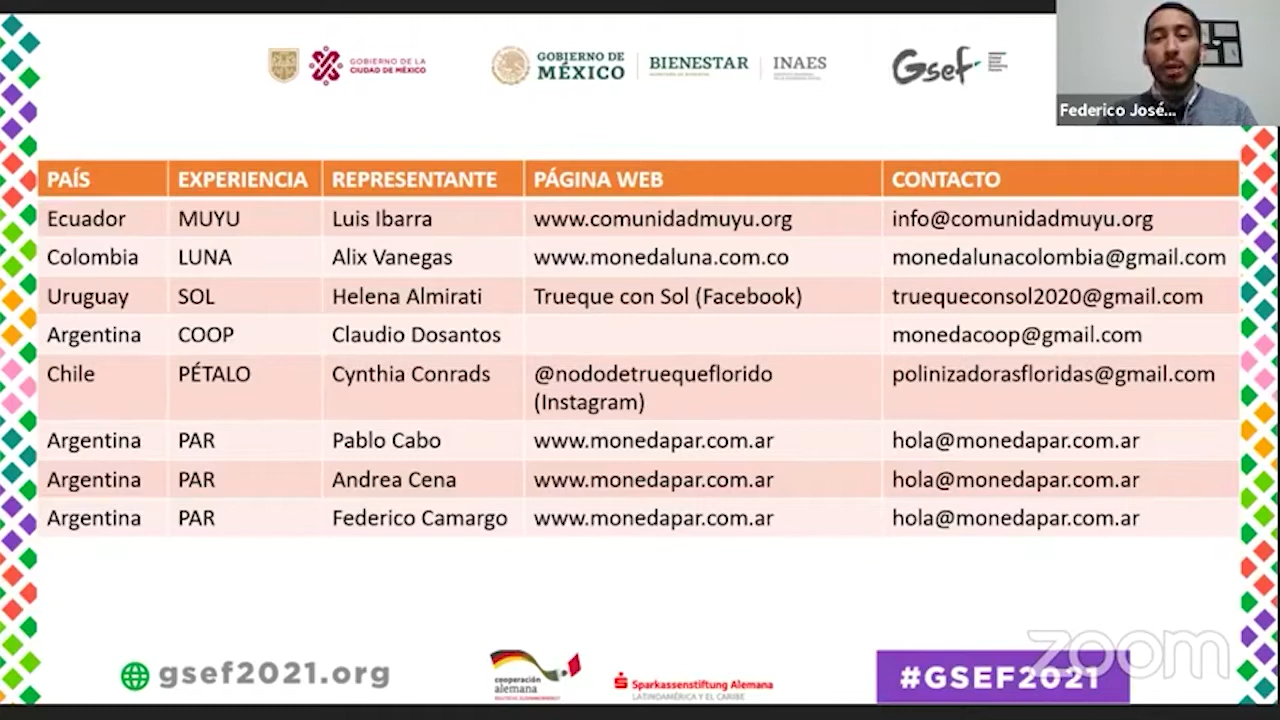 GOBIERNO DE LA
CIUDAD DE MÉXICO
GOBIERNO DE
MÉXICO
BIENESTAR
INAES
Gsef
Federico José...
PAÍS EXPERIENCIA REPRESENTANTE PÁGINA WEB CONTACTO
Ecuador MUYU Luis Ibarra www.comunidadmuyu.org info@comunidadmuyu.org
Colombia LUNA Alix Vanegas www.monedaluna.com.co monedalunacolombia@gmail.com
Uruguay SOL Helena Almirati Trueque con Sol (Facebook) truequeconsol2020@gmail.com
Argentina COOP Claudio Dosantos monedacoop@gmail.com
Chile PÉTALO Cynthia Conrads @nododetruequeflorido polinizadorasfloridas@gmail.com
(Instagram)
Argentina PAR Pablo Cabo www.monedapar.com.ar hola@monedapar.com.ar
Argentina PAR Andrea Cena www.monedapar.com.ar hola@monedapar.com.ar
Argentina PAR Federico Camargo www.monedapar.com.ar hola@monedapar.com.ar
gsef2021.org
cooperación
alemana
DEUTSCHE ZUSAMMENARBEIT
Sparkassenstiftung Alemana
LATINOAMÉRICA Y EL CARIBE
#GSEF2021
zoom